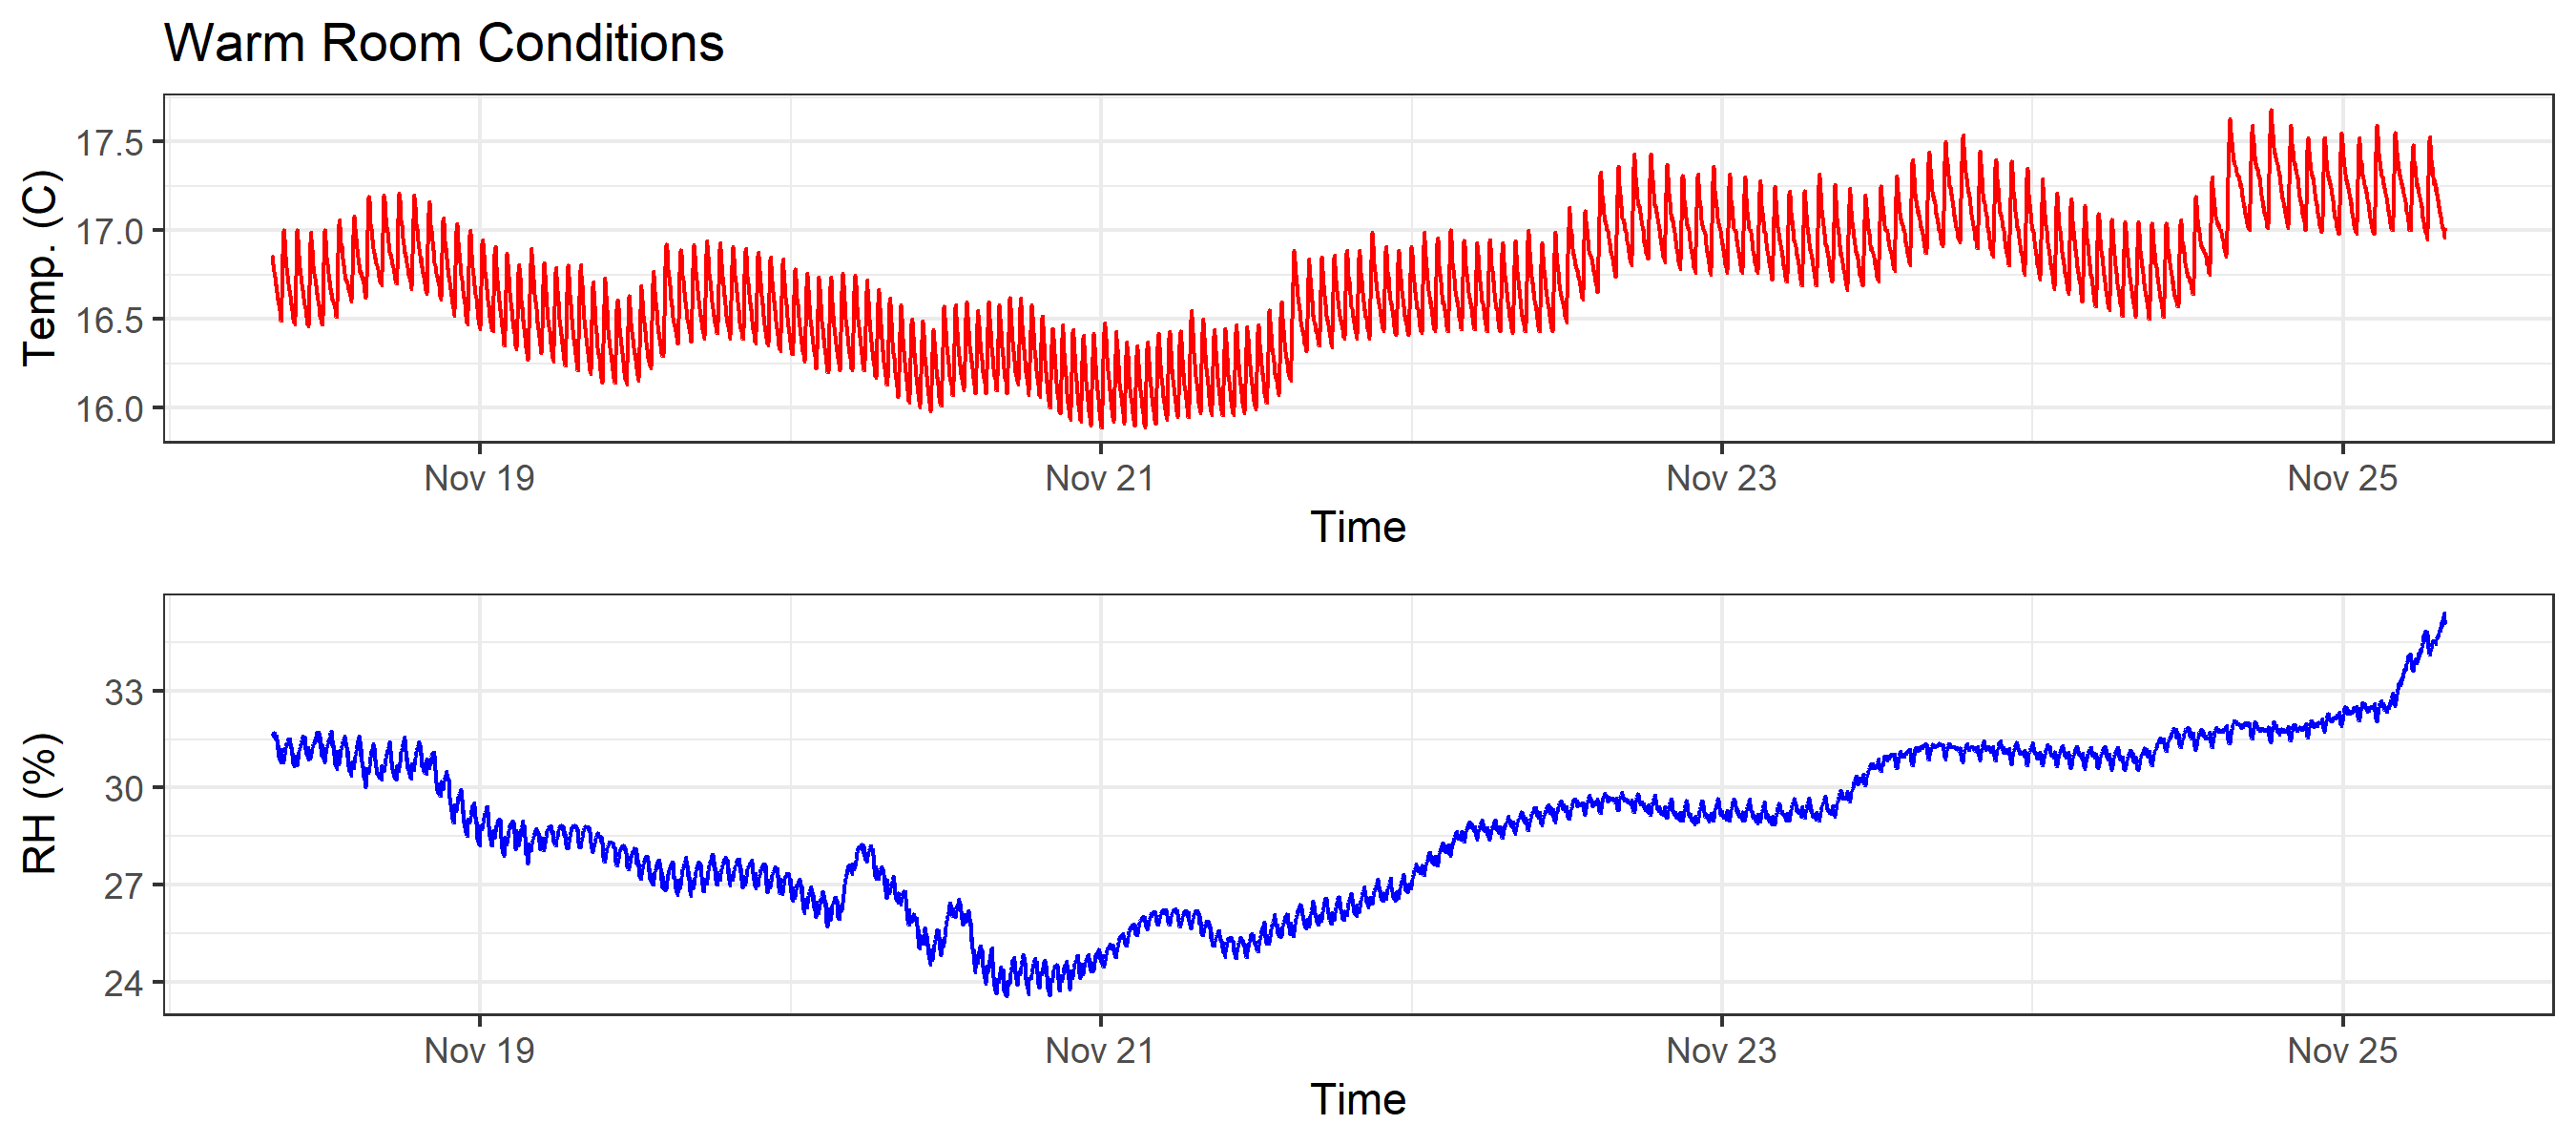 Warm Room Conditions
Temp. (C)
17.5
17.0
16.5
16.0
Nov 19 Nov 21 Nov 23 Nov 25
Time
RH (%)
33
30
27
24
Nov 19 Nov 21 Nov 23 Nov 25
Time